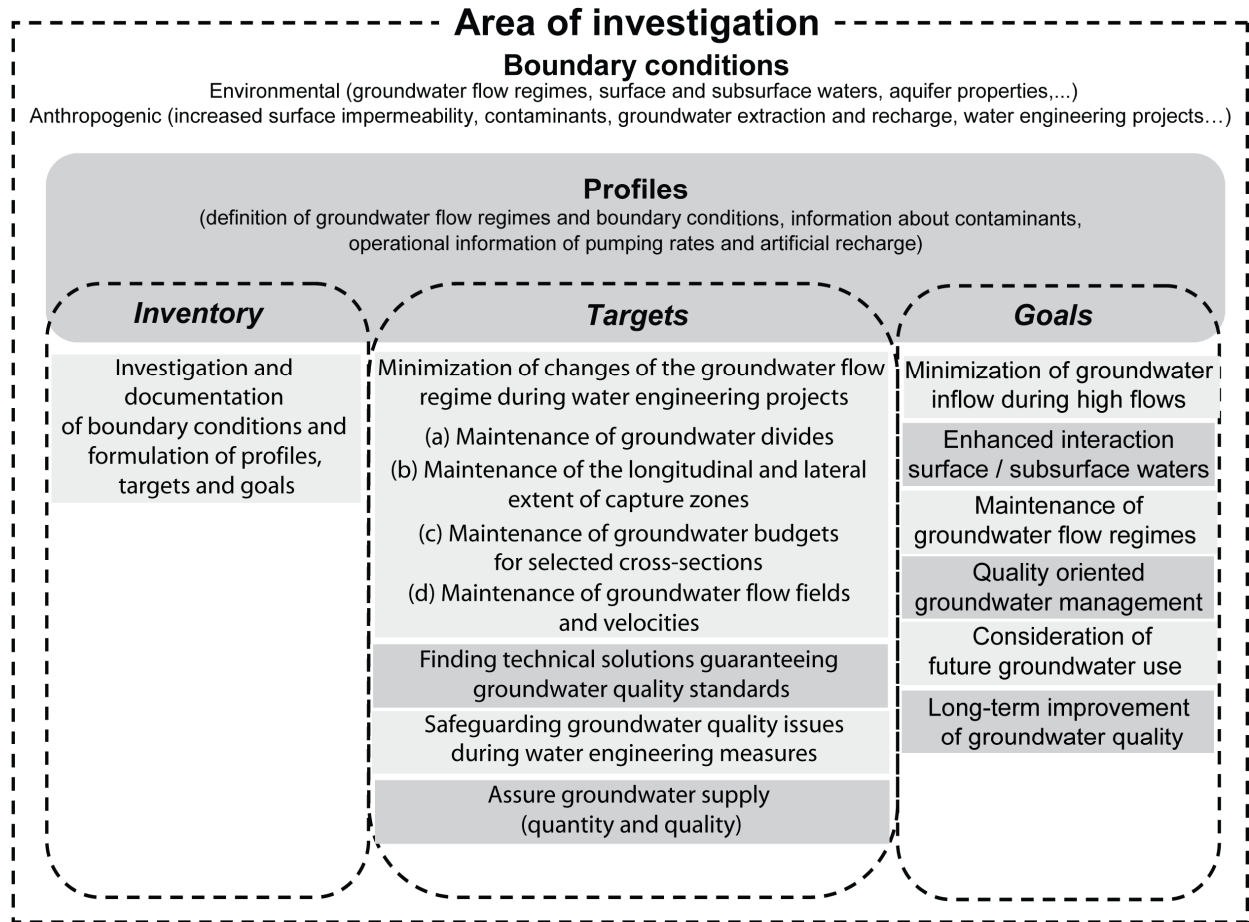 Area of investigation
Boundary conditions
Environmental (groundwater flow regimes, surface and subsurface waters, aquifer properties,...)
Anthropogenic (increased surface impermeability, contaminants, groundwater extraction and recharge, water engineering projects…)
Profiles
(definition of groundwater flow regimes and boundary conditions, information about contaminants,
operational information of pumping rates and artificial recharge)
Inventory
Investigation and
documentation
of boundary conditions and
formulation of profiles,
targets and goals
Targets
Minimization of changes of the groundwater flow
regime during water engineering projects
(a) Maintenance of groundwater divides
(b) Maintenance of the longitudinal and lateral
extent of capture zones
(c) Maintenance of groundwater budgets
for selected cross-sections
(d) Maintenance of groundwater flow fields
and velocities
Finding technical solutions guaranteeing
groundwater quality standards
Safeguarding groundwater quality issues
during water engineering measures
Assure groundwater supply
(quantity and quality)
Goals
Minimization of groundwater
inflow during high flows
Enhanced interaction
surface / subsurface waters
Maintenance of
groundwater flow regimes
Quality oriented
groundwater management
Consideration of
future groundwater use
Long-term improvement
of groundwater quality